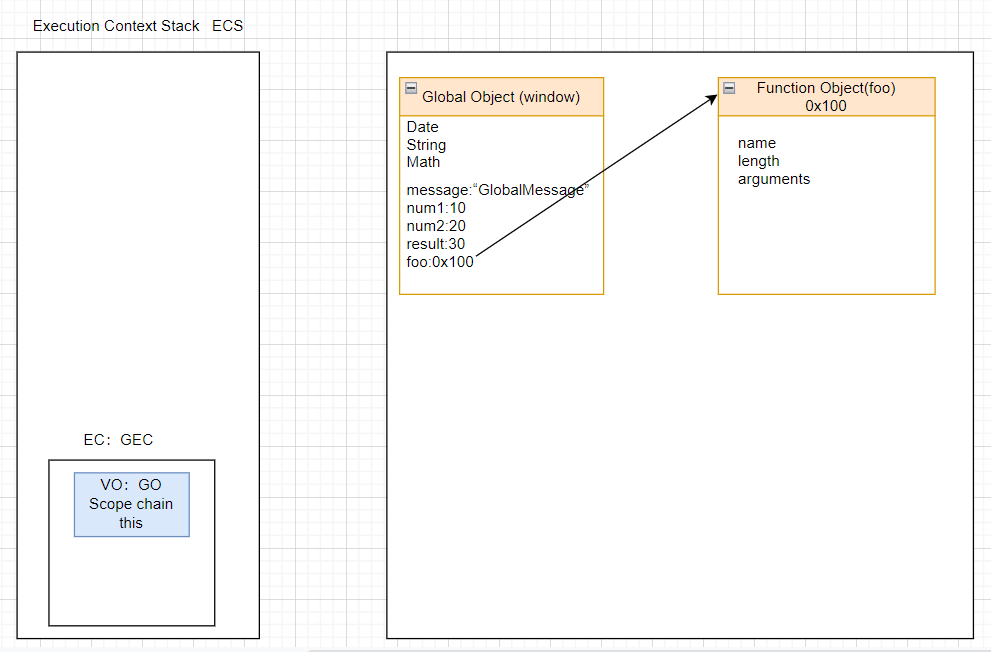 Execution Context Stack ECS
Global Object (window)
Date
String
Math
message:“GlobalMessage”
num1:10
num2:20
result:30
foo:0x100
Function Object(foo)
0x100
name
length
arguments
EC：GEC
VO：GO
Scope chain
this